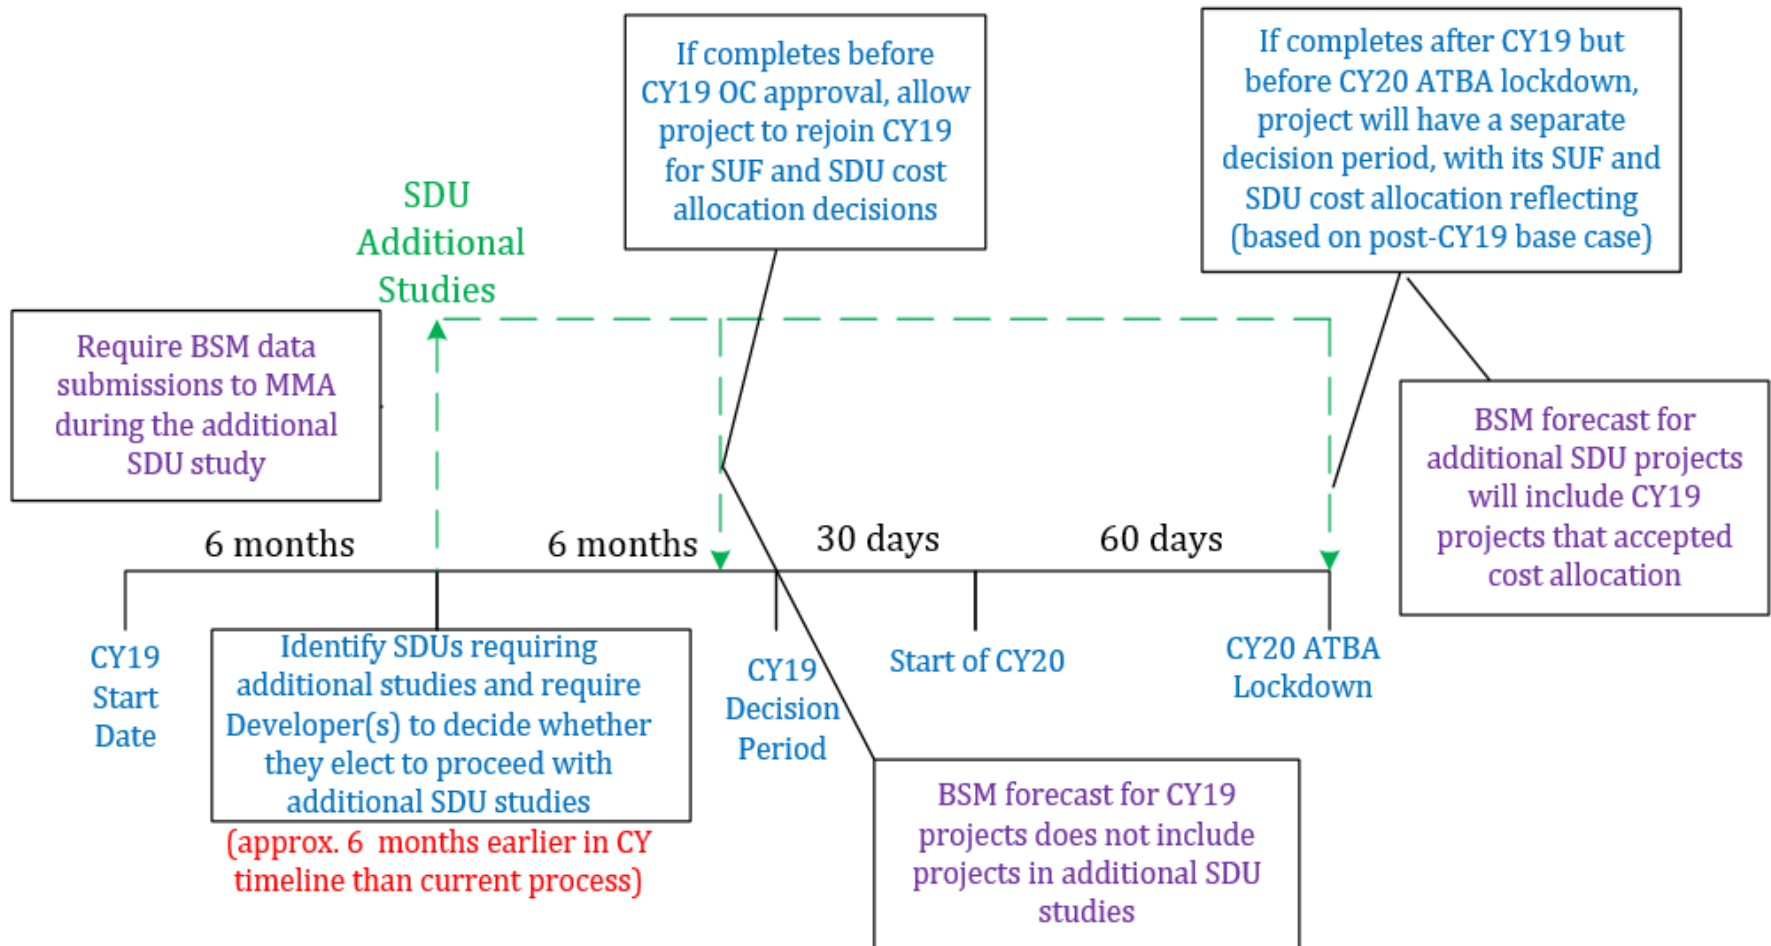 If completes before
CY19 OC approval, allow
project to rejoin CY19
for SUF and SDU cost
allocation decisions
If completes after CY19 but
before CY20 ATBA lockdown,
project will have a separate
decision period, with its SUF and
SDU cost allocation reflecting
(based on post-CY19 base case)
SDU
Additional
Studies
Require BSM data
submissions to MMA
during the additional
SDU study
BSM forecast for
additional SDU projects
will include CY19
projects that accepted
cost allocation
6 months
6 months
30 days
60 days
CY19
Start
Date
Identify SDUs requiring
additional studies and require
Developer(s) to decide whether
they elect to proceed with
additional SDU studies
(approx. 6 months earlier in CY
timeline than current process)
CY19
Decision
Period
Start of CY20
CY20 ATBA
Lockdown
BSM forecast for CY19
projects does not include
projects in additional SDU
studies